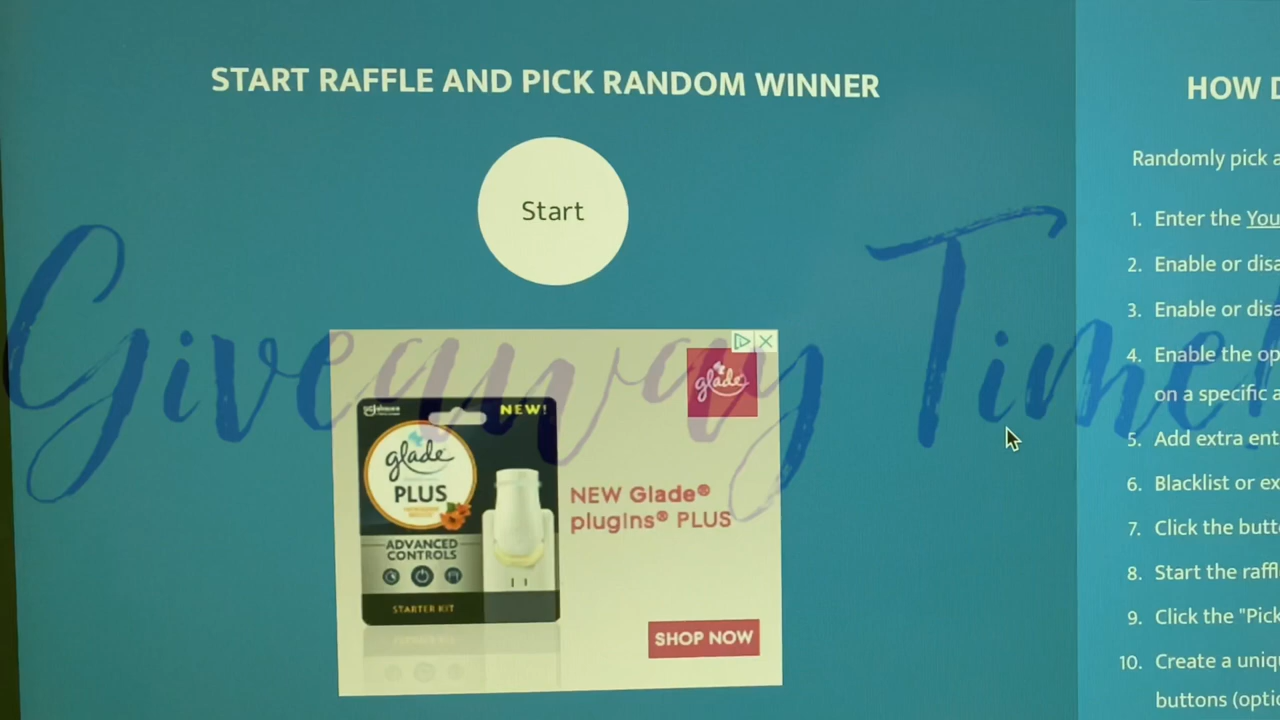 START RAFFLE AND PICK RANDOM WINNER
Start
Giveaway Time!
glade
NEW!
glade
PLUS
ADVANCED
CONTROLS
STARTER KIT
NEW Glade®
plugIns® PLUS
SHOP NOW
HOW D
Randomly pick a
1. Enter the You
2. Enable or disa
3. Enable or disa
4. Enable the op
on a specific a
5. Add extra ent
6. Blacklist or ex
7. Click the butt
8. Start the raffl
9. Click the "Pick
10. Create a uniq
buttons (optio